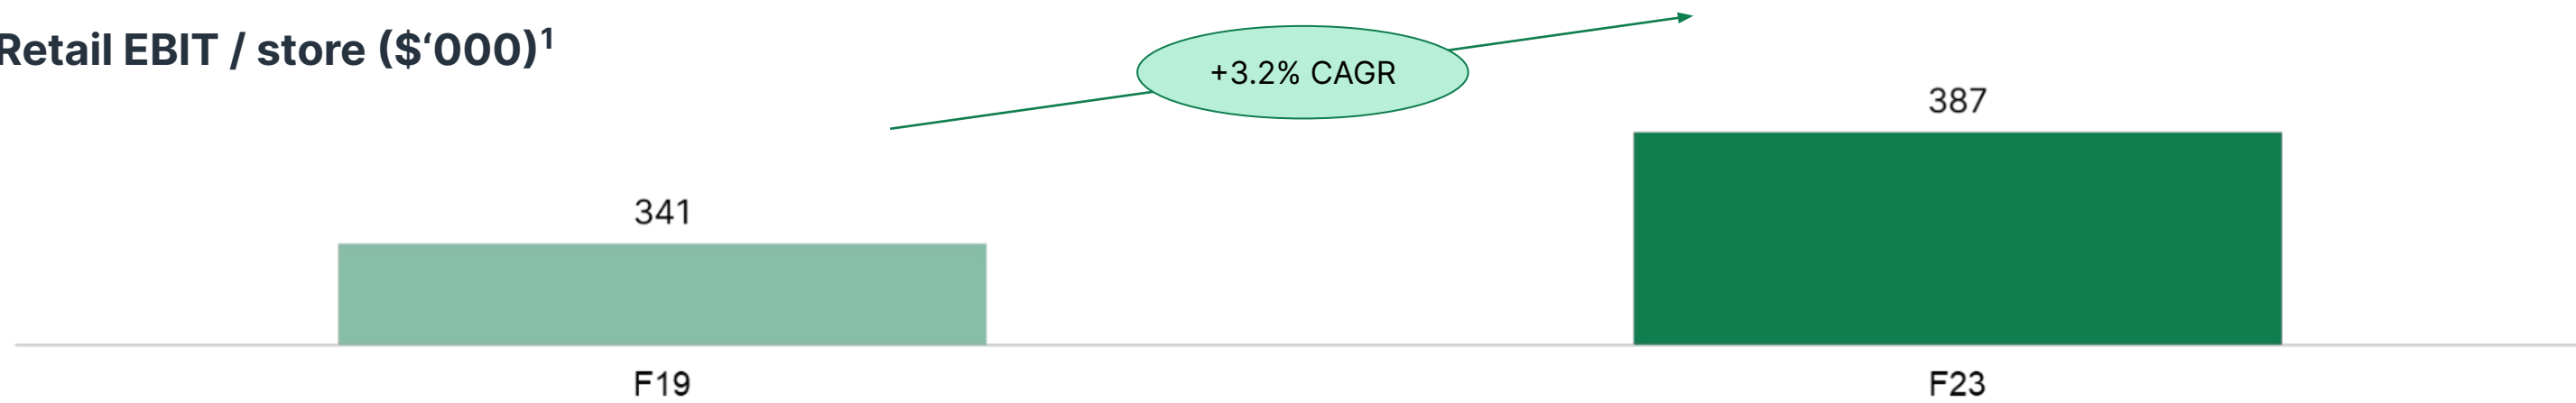 Retail EBIT / store ($‘000)¹
+3.2% CAGR
387
341
F19
F23